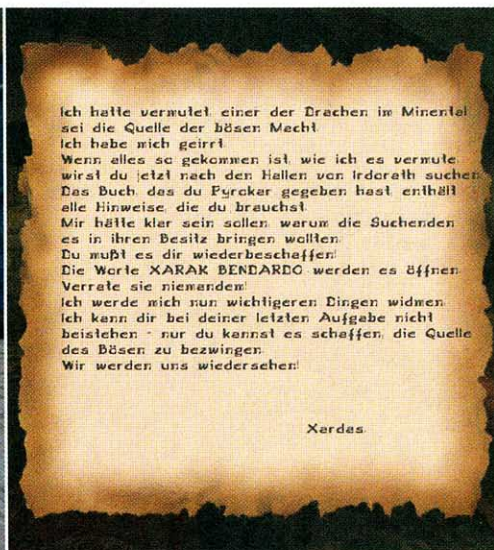 Ich hatte vermutet, einer der Drachen im Minental
sei die Quelle der bösen Macht.
Ich habe mich geirrt.
Wenn alles so gekommen ist, wie ich es vermute,
wirst du jetzt nach den Hallen von Irdorath suchen.
Das Buch, das du Pyrokar gegeben hast, enthält
alle Hinweise, die du brauchst.
Mir hätte klar sein sollen, warum die Suchenden
es in ihren Besitz bringen wollten.
Du mußt es dir wiederbeschaffen!
Die Worte XARAK BENDARDO werden es öffnen.
Verrate sie niemandem!
Ich werde mich nun wichtigeren Dingen widmen.
Ich kann dir bei deiner letzten Aufgabe nicht
beistehen - nur du kannst es schaffen, die Quelle
des Bösen zu bezwingen.
Wir werden uns wiedersehen!
Xardas.